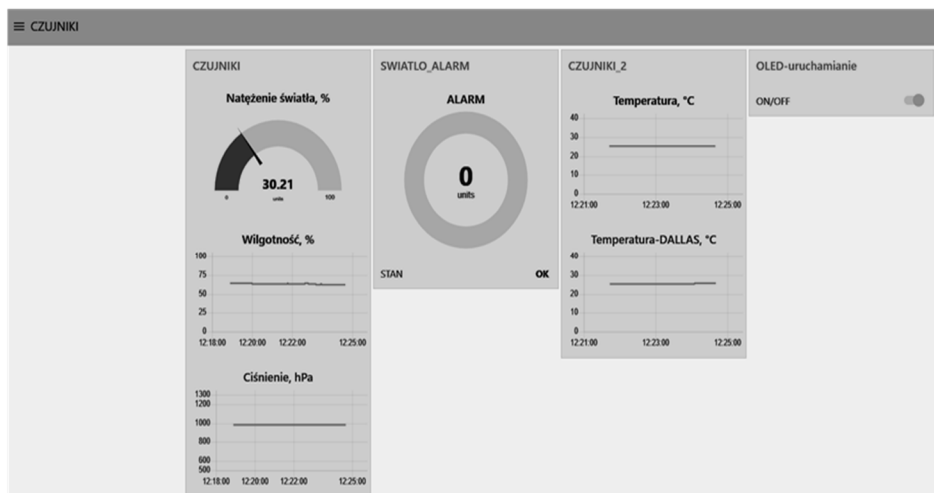 ≡ CZUJNIKI
CZUJNIKI
Natężenie światła, %
30.21
units
0
100
Wilgotność, %
100
75
50
25
0
12:18:00 12:20:00 12:22:00 12:25:00
Ciśnienie, hPa
1300
1200
1000
800
600
500
12:18:00 12:20:00 12:22:00 12:25:00
SWIATLO_ALARM
ALARM
0
units
STAN OK
CZUJNIKI_2
Temperatura, °C
40
30
20
10
0
12:21:00 12:23:00 12:25:00
Temperatura-DALLAS, °C
40
30
20
10
0
12:21:00 12:23:00 12:25:00
OLED-uruchamianie
ON/OFF